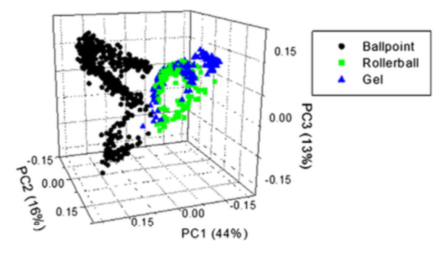 Ballpoint
Rollerball
Gel
0.15
0.00
-0.15
PC3 (13%)
-0.15
0.00
0.15
PC2 (16%)
0.15
0.00
-0.15
PC1 (44%)